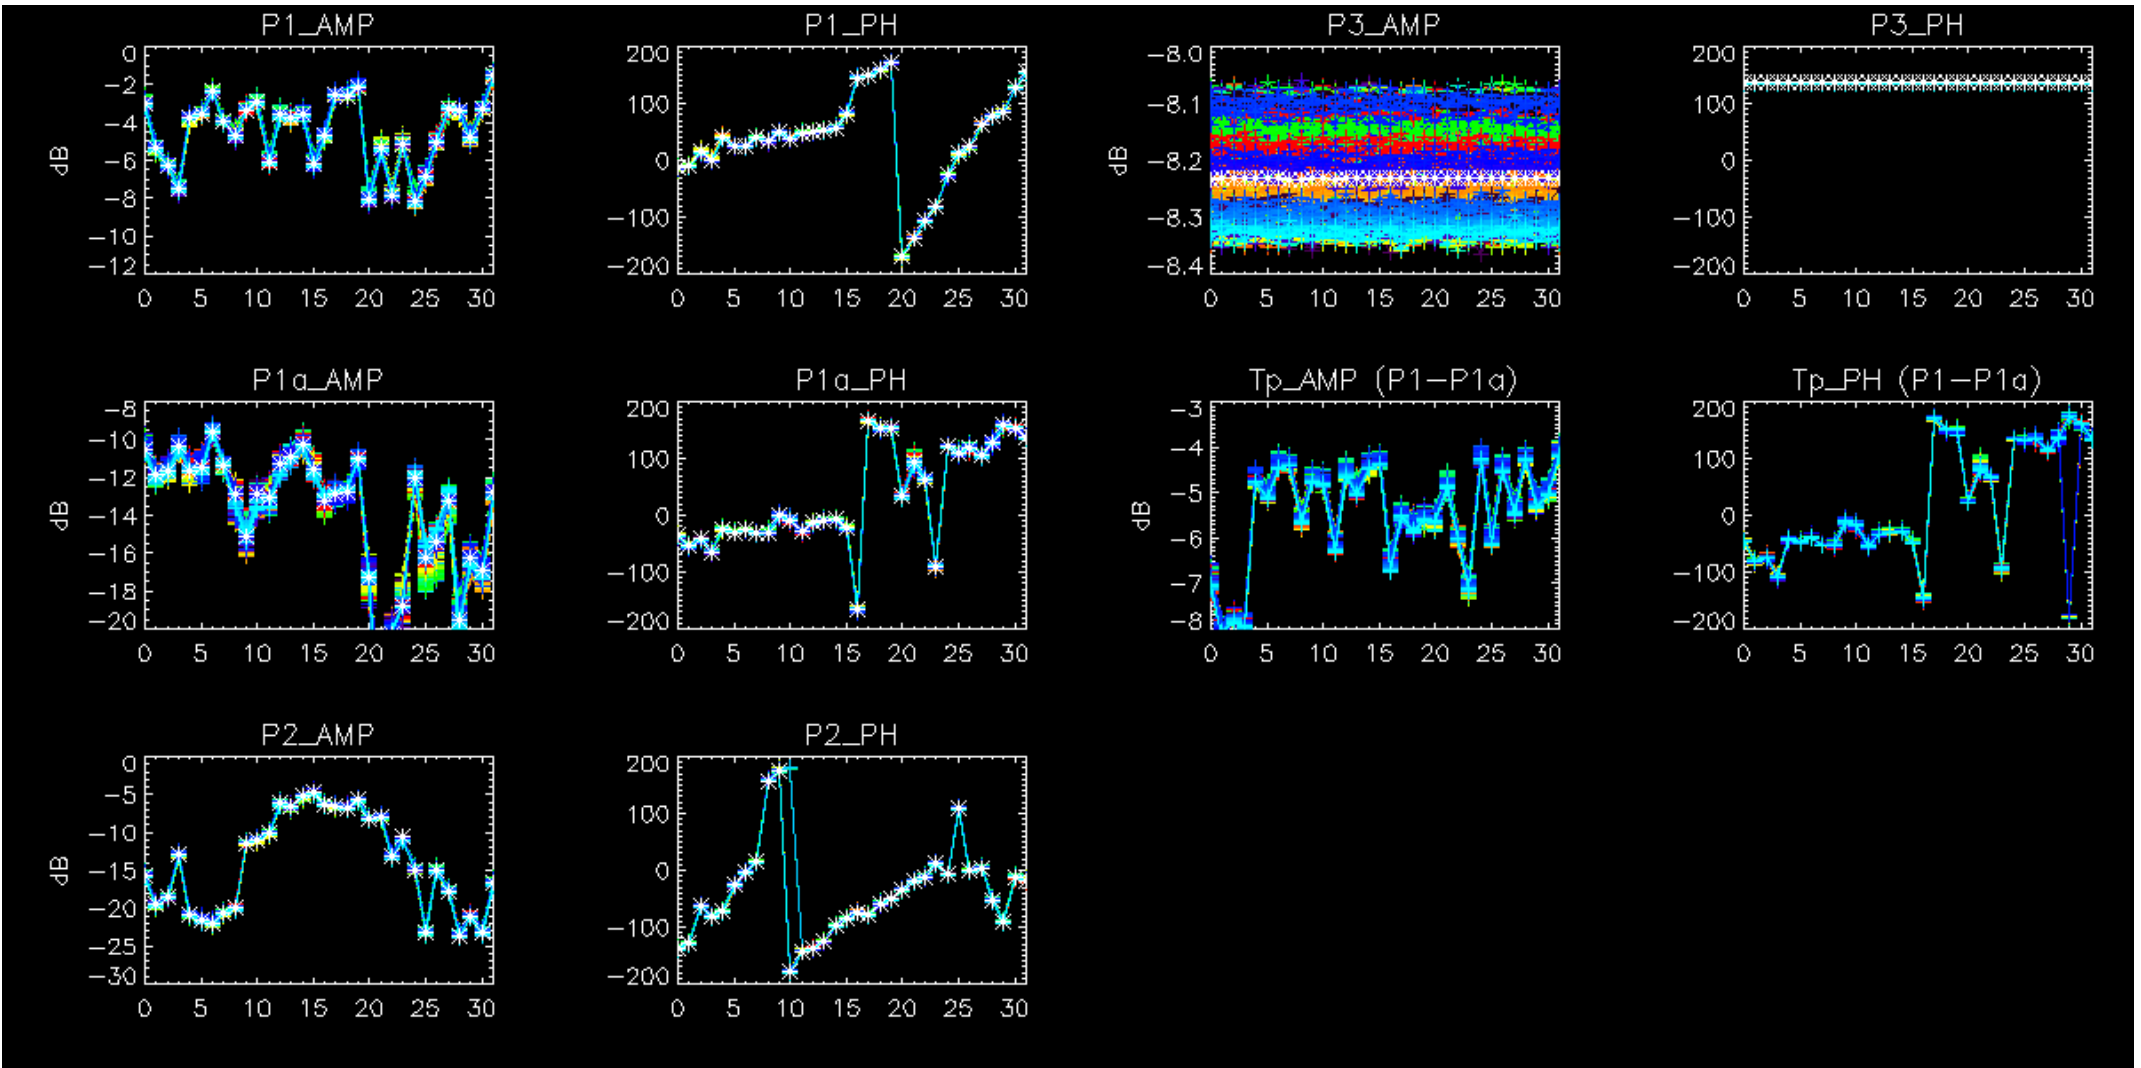 P1_AMP
0
−2
−4
−6
−8
−10
−12
dB
0 5 10 15 20 25 30
P1_PH
200
100
0
−100
−200
0 5 10 15 20 25 30
P3_AMP
−8.0
−8.1
−8.2
−8.3
−8.4
dB
0 5 10 15 20 25 30
P3_PH
200
100
0
−100
−200
0 5 10 15 20 25 30
P1a_AMP
−8
−10
−12
−14
−16
−18
−20
dB
0 5 10 15 20 25 30
P1a_PH
200
100
0
−100
−200
0 5 10 15 20 25 30
Tp_AMP (P1−P1a)
−3
−4
−5
−6
−7
−8
dB
0 5 10 15 20 25 30
Tp_PH (P1−P1a)
200
100
0
−100
−200
0 5 10 15 20 25 30
P2_AMP
0
−5
−10
−15
−20
−25
−30
dB
0 5 10 15 20 25 30
P2_PH
200
100
0
−100
−200
0 5 10 15 20 25 30